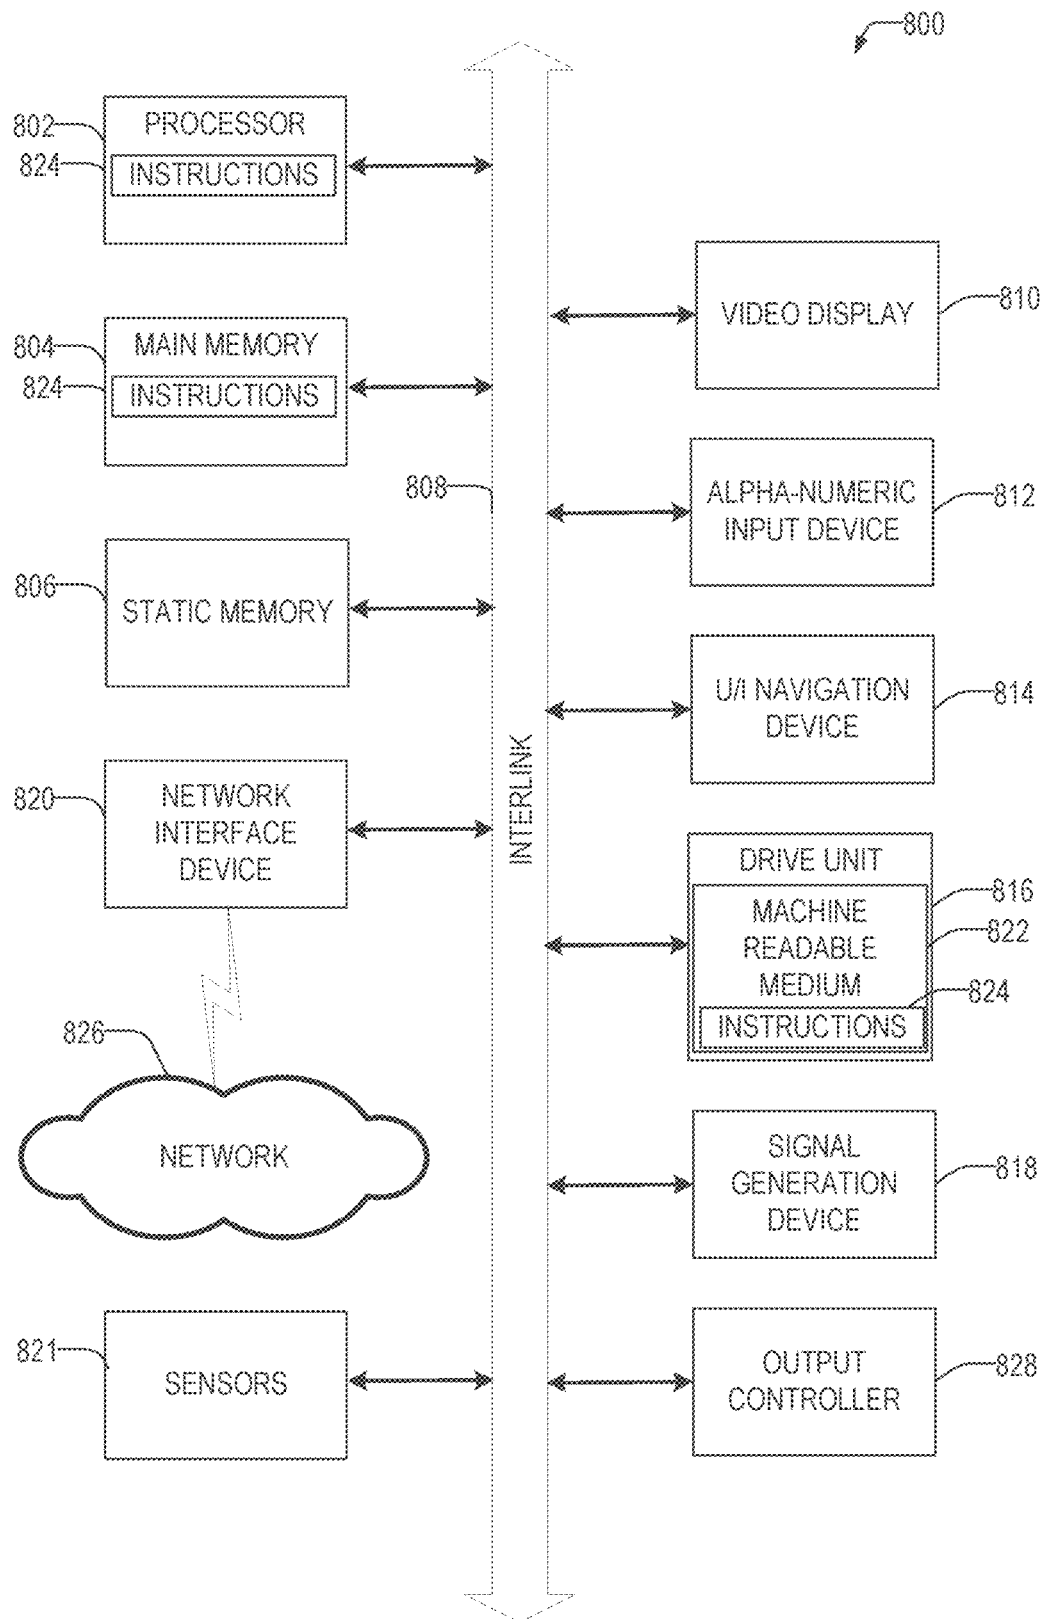 800
802
PROCESSOR
824
INSTRUCTIONS
804
MAIN MEMORY
824
INSTRUCTIONS
808
806
STATIC MEMORY
820
NETWORK
INTERFACE
DEVICE
826
NETWORK
821
SENSORS
INTERLINK
VIDEO DISPLAY
810
ALPHA-NUMERIC
INPUT DEVICE
812
U/I NAVIGATION
DEVICE
814
DRIVE UNIT
816
MACHINE
READABLE
MEDIUM
822
824
INSTRUCTIONS
SIGNAL
GENERATION
DEVICE
818
OUTPUT
CONTROLLER
828